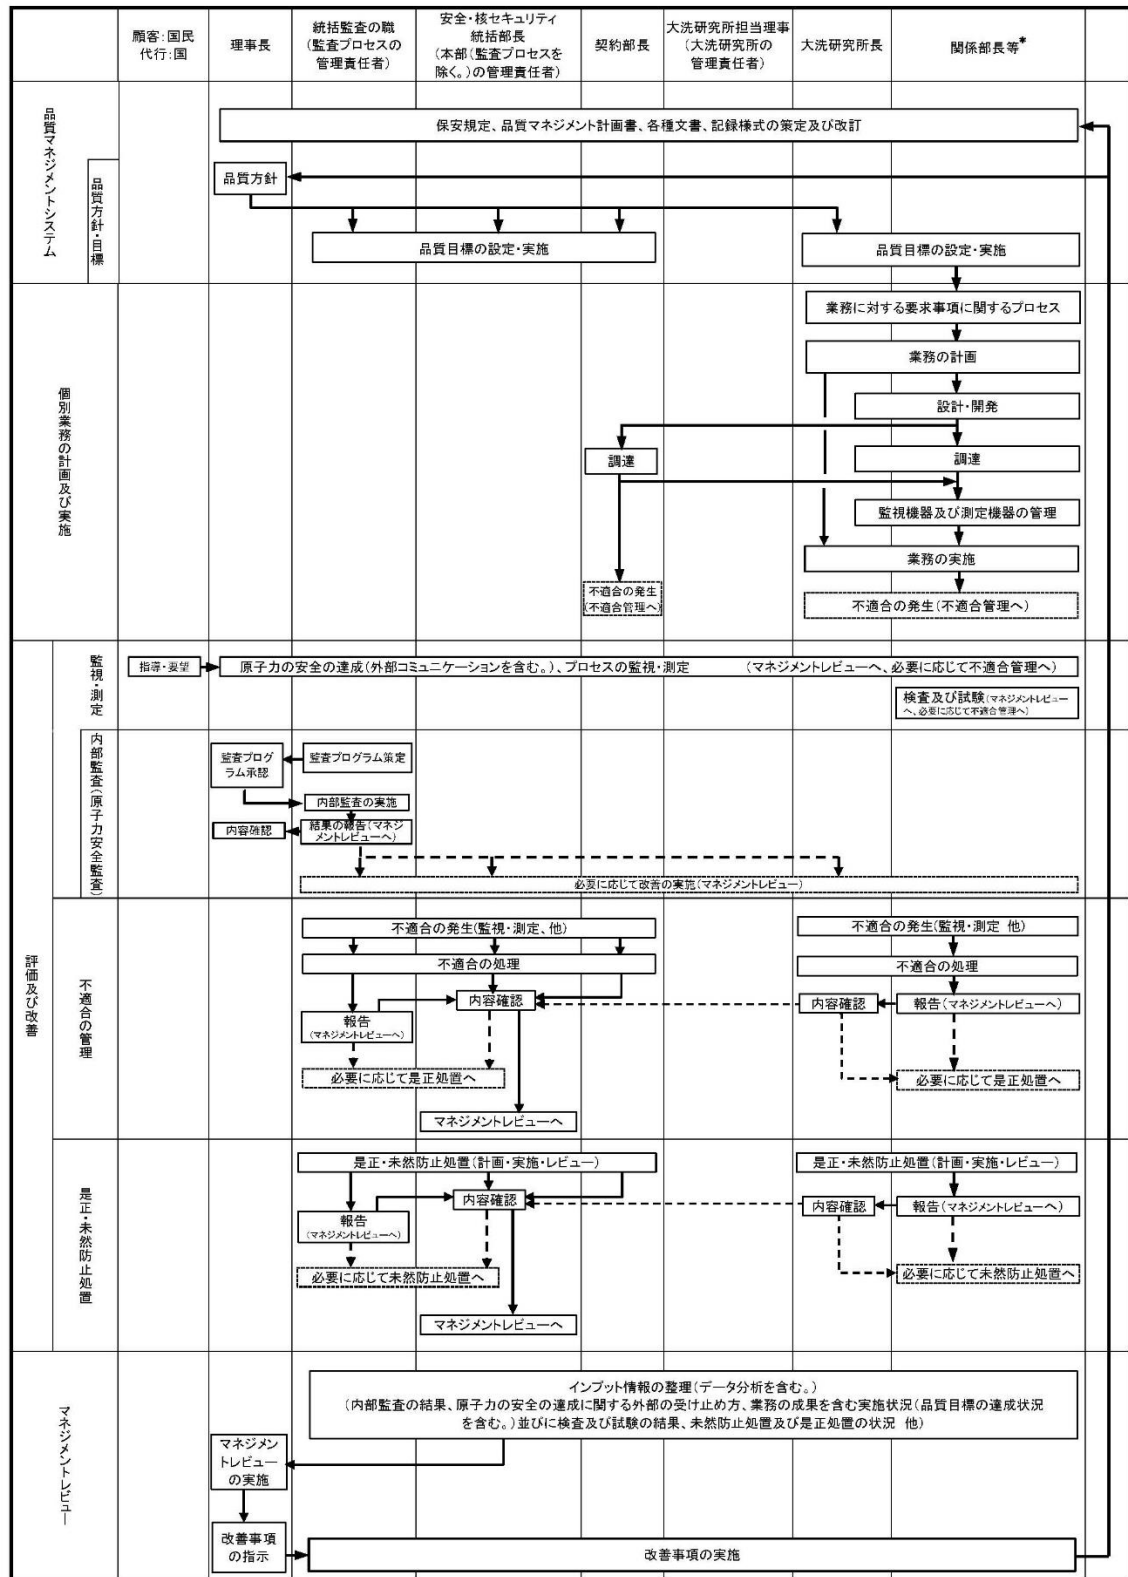 顧客:国民
代行:国
理事長
統括監査の職
(監査プロセスの
管理責任者)
安全・核セキュリティ
統括部長
(本部(監査プロセスを
除く。)の管理責任者)
契約部長
大洗研究所担当理事
(大洗研究所の
管理責任者)
大洗研究所長
関係部長等*
品質マネジメントシステム
品質方針・目標
保安規定、品質マネジメント計画書、各種文書、記録様式の策定及び改訂
品質方針
品質目標の設定・実施
品質目標の設定・実施
個別業務の計画及び実施
業務に対する要求事項に関するプロセス
業務の計画
設計・開発
調達
調達
監視機器及び測定機器の管理
業務の実施
不適合の発生
(不適合管理へ)
不適合の発生(不適合管理へ)
評価及び改善
監視・測定
指導・要望
原子力の安全の達成(外部コミュニケーションを含む。)、プロセスの監視・測定 (マネジメントレビューへ、必要に応じて不適合管理へ)
検査及び試験(マネジメントレビュー
へ、必要に応じて不適合管理へ)
内部監査(原子力安全監査)
監査プログ
ラム承認
監査プログラム策定
内部監査の実施
内容確認
結果の報告(マネジ
メントレビューへ)
必要に応じて改善の実施(マネジメントレビュー)
不適合の管理
不適合の発生(監視・測定、他)
不適合の発生(監視・測定 他)
不適合の処理
不適合の処理
内容確認
内容確認
報告(マネジメントレビューへ)
報告
(マネジメントレビューへ)
必要に応じて是正処置へ
必要に応じて是正処置へ
マネジメントレビューへ
是正・未然防止処置
是正・未然防止処置(計画・実施・レビュー)
是正・未然防止処置(計画・実施・レビュー)
内容確認
内容確認
報告(マネジメントレビューへ)
報告
(マネジメントレビューへ)
必要に応じて未然防止処置へ
必要に応じて未然防止処置へ
マネジメントレビューへ
マネジメントレビュー
インプット情報の整理(データ分析を含む。)
(内部監査の結果、原子力の安全の達成に関する外部の受け止め方、業務の成果を含む実施状況(品質目標の達成状況
を含む。)並びに検査及び試験の結果、未然防止処置及び是正処置の状況 他)
マネジメン
トレビュー
の実施
改善事項
の指示
改善事項の実施